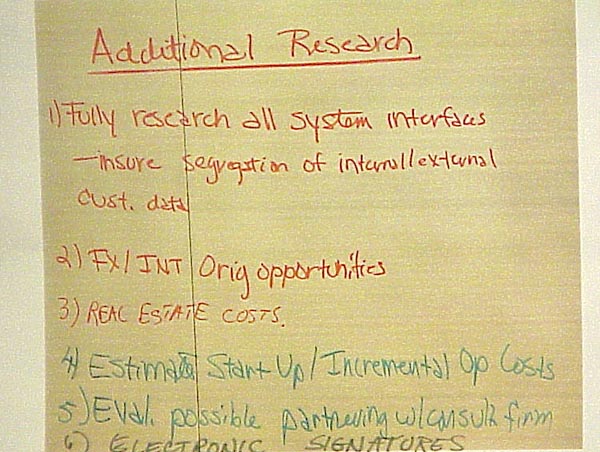 Additional Research
1) Fully research all system interfaces
—insure segregation of internal/external
cust. data
2) FX/INT Orig opportunities
3) REAL ESTATE COSTS.
4) Estimate Start Up/Incremental Op Costs
5) Eval. possible partnering w/consult firm
6) ELECTRONIC SIGNATURES